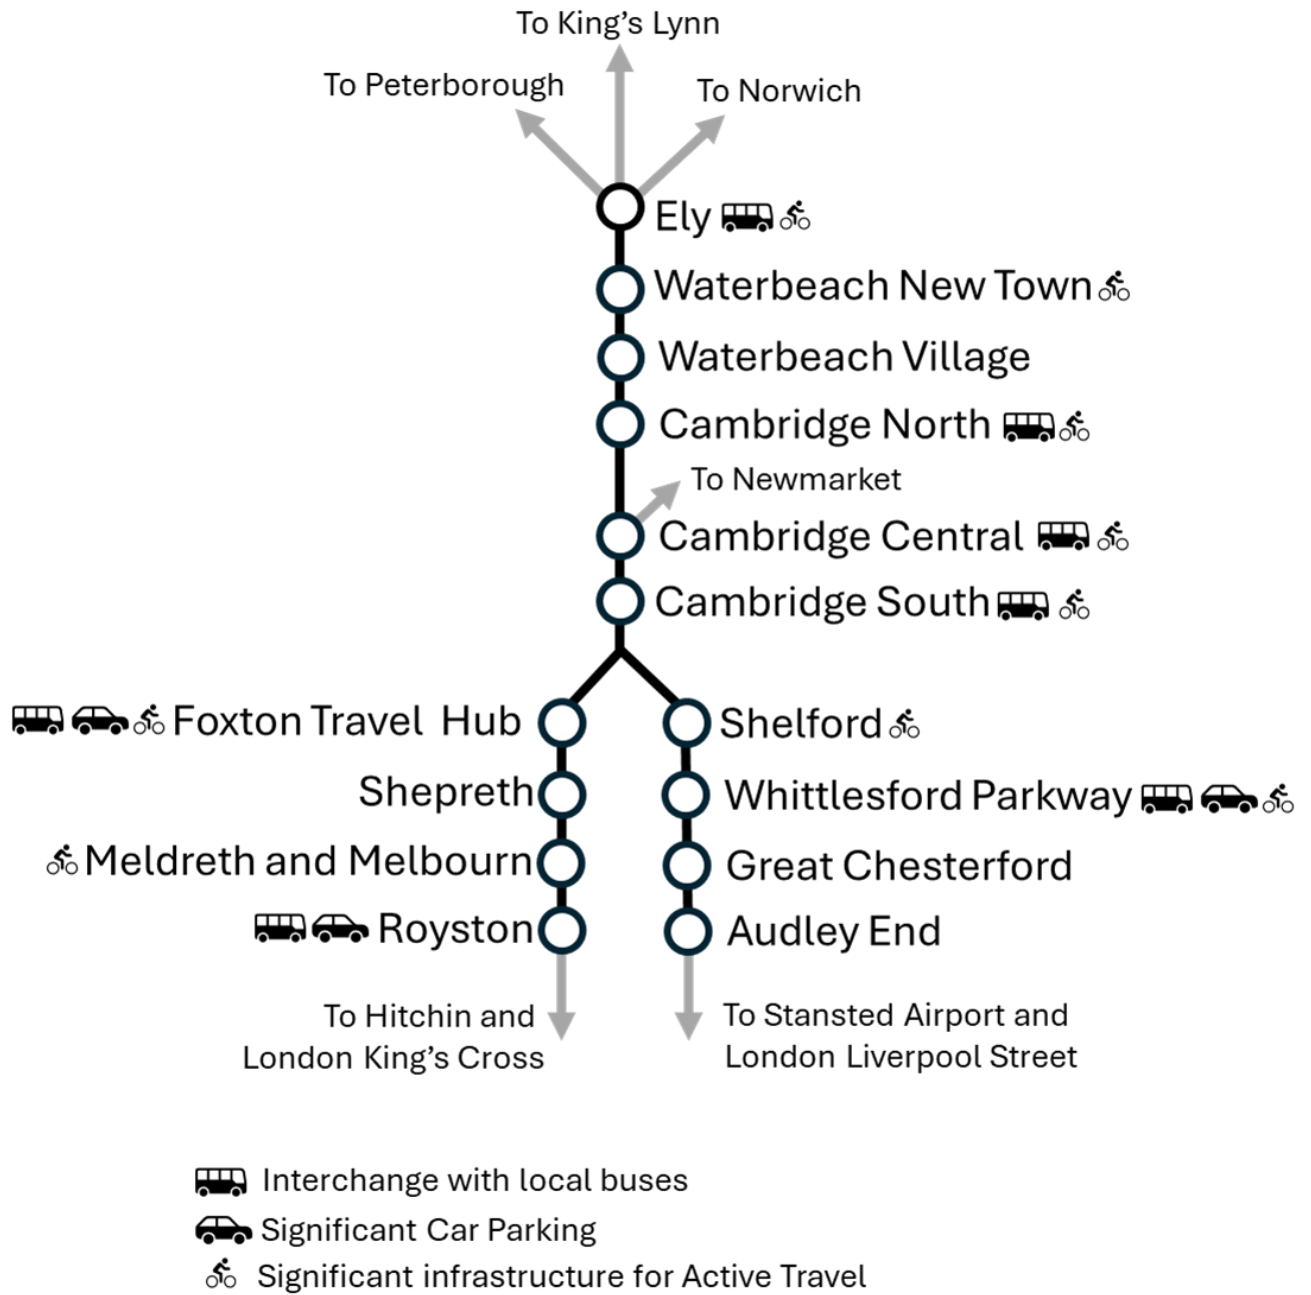 To King's Lynn
To Peterborough
To Norwich
Ely
Waterbeach New Town
Waterbeach Village
Cambridge North
To Newmarket
Cambridge Central
Cambridge South
Foxton Travel Hub
Shelford
Shepreth
Whittlesford Parkway
Meldreth and Melbourn
Great Chesterford
Royston
Audley End
To Hitchin and
London King's Cross
To Stansted Airport and
London Liverpool Street
Interchange with local buses
Significant Car Parking
Significant infrastructure for Active Travel